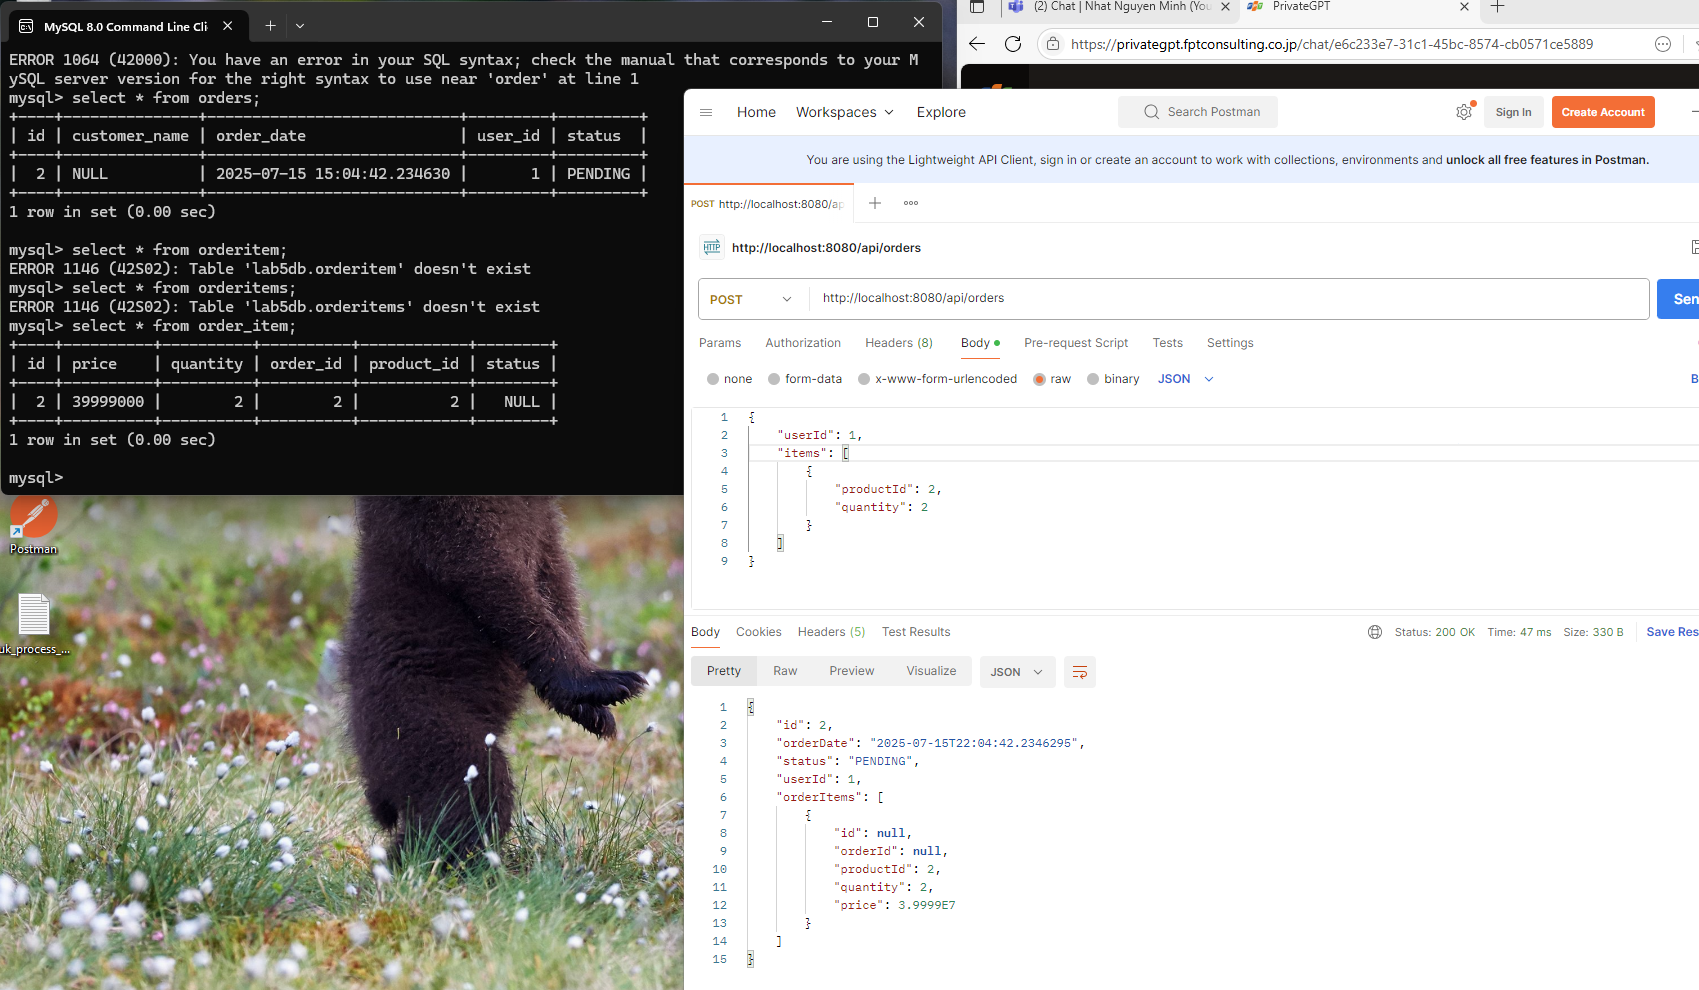 MySQL 8.0 Command Line Cli
ERROR 1064 (42000): You have an error in your SQL syntax; check the manual that corresponds to your M
ySQL server version for the right syntax to use near 'order' at line 1
mysql> select * from orders;
+----+---------------+----------------------------+---------+---------+
| id | customer_name | order_date                 | user_id | status  |
+----+---------------+----------------------------+---------+---------+
|  2 | NULL          | 2025-07-15 15:04:42.234630 |       1 | PENDING |
+----+---------------+----------------------------+---------+---------+
1 row in set (0.00 sec)
mysql> select * from orderitem;
ERROR 1146 (42S02): Table 'lab5db.orderitem' doesn't exist
mysql> select * from orderitems;
ERROR 1146 (42S02): Table 'lab5db.orderitems' doesn't exist
mysql> select * from order_item;
+----+----------+----------+----------+------------+--------+
| id | price    | quantity | order_id | product_id | status |
+----+----------+----------+----------+------------+--------+
|  2 | 39999000 |        2 |        2 |          2 |   NULL |
+----+----------+----------+----------+------------+--------+
1 row in set (0.00 sec)
mysql>
Postman
uk_process_...
(2) Chat | Nhat Nguyen Minh (You
PrivateGPT
https://privategpt.fptconsulting.co.jp/chat/e6c233e7-31c1-45bc-8574-cb0571ce5889
Home Workspaces Explore Search Postman Sign In Create Account
You are using the Lightweight API Client, sign in or create an account to work with collections, environments and unlock all free features in Postman.
POST http://localhost:8080/ap
HTTP http://localhost:8080/api/orders
POST http://localhost:8080/api/orders Sen
Params Authorization Headers (8) Body Pre-request Script Tests Settings
none form-data x-www-form-urlencoded raw binary JSON B
1 {
2 "userId": 1,
3 "items": [
4 {
5 "productId": 2,
6 "quantity": 2
7 }
8 ]
9 }
Body Cookies Headers (5) Test Results Status: 200 OK Time: 47 ms Size: 330 B Save Res
Pretty Raw Preview Visualize JSON
1 {
2 "id": 2,
3 "orderDate": "2025-07-15T22:04:42.2346295",
4 "status": "PENDING",
5 "userId": 1,
6 "orderItems": [
7 {
8 "id": null,
9 "orderId": null,
10 "productId": 2,
11 "quantity": 2,
12 "price": 3.9999E7
13 }
14 ]
15 }